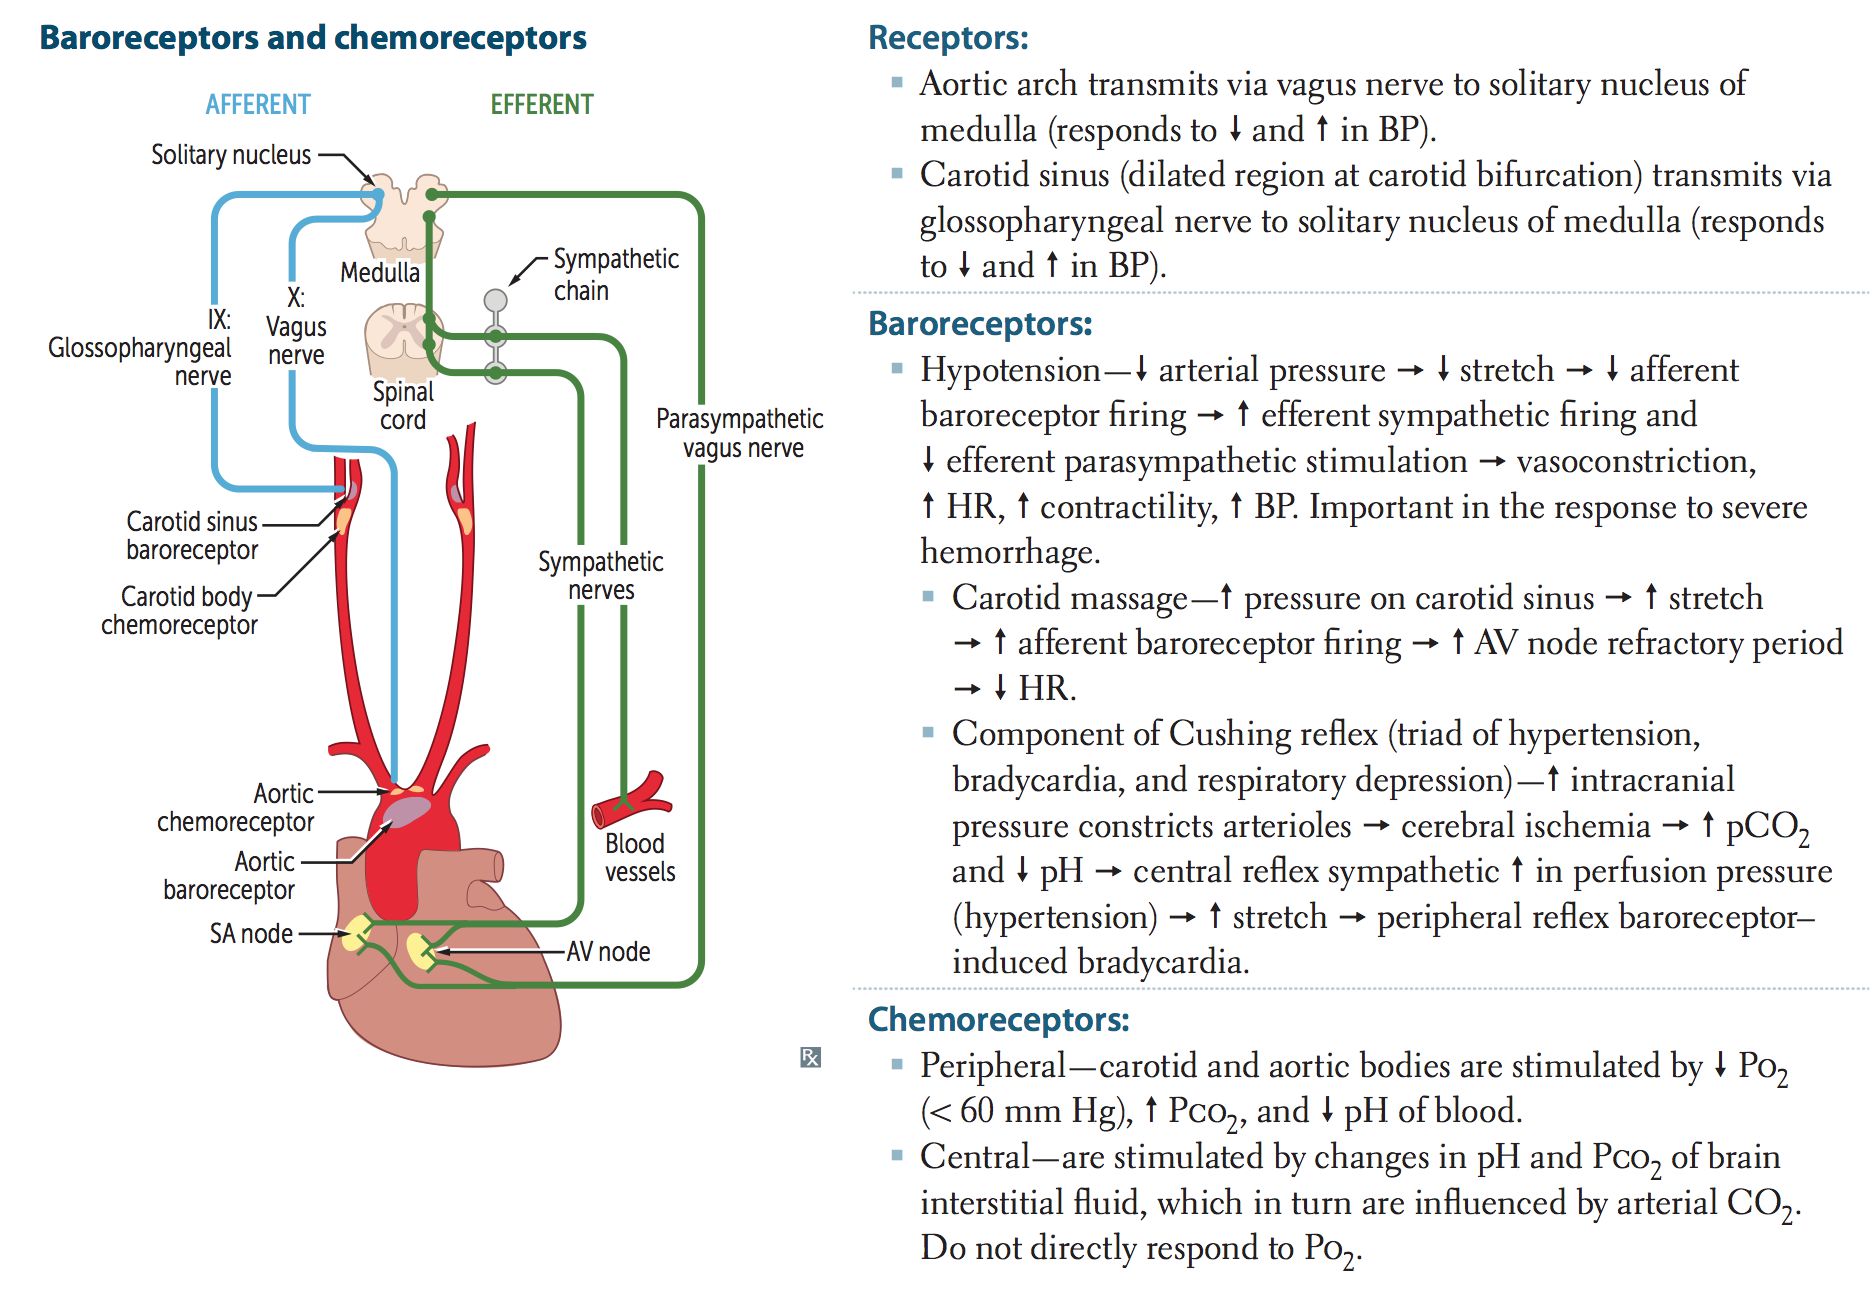 Baroreceptors and chemoreceptors
AFFERENT
EFFERENT
Solitary nucleus
Medulla
Sympathetic
chain
IX:
Glossopharyngeal
nerve
X:
Vagus
nerve
Spinal
cord
Parasympathetic
vagus nerve
Carotid sinus
baroreceptor
Carotid body
chemoreceptor
Sympathetic
nerves
Aortic
chemoreceptor
Aortic
baroreceptor
Blood
vessels
SA node
AV node
Rx
Receptors:
Aortic arch transmits via vagus nerve to solitary nucleus of
medulla (responds to ↓ and ↑ in BP).
Carotid sinus (dilated region at carotid bifurcation) transmits via
glossopharyngeal nerve to solitary nucleus of medulla (responds
to ↓ and ↑ in BP).
Baroreceptors:
Hypotension—↓ arterial pressure → ↓ stretch → ↓ afferent
baroreceptor firing → ↑ efferent sympathetic firing and
↓ efferent parasympathetic stimulation → vasoconstriction,
↑ HR, ↑ contractility, ↑ BP. Important in the response to severe
hemorrhage.
Carotid massage—↑ pressure on carotid sinus → ↑ stretch
→ ↑ afferent baroreceptor firing → ↑ AV node refractory period
→ ↓ HR.
Component of Cushing reflex (triad of hypertension,
bradycardia, and respiratory depression)—↑ intracranial
pressure constricts arterioles → cerebral ischemia → ↑ pCO₂
and ↓ pH → central reflex sympathetic ↑ in perfusion pressure
(hypertension) → ↑ stretch → peripheral reflex baroreceptor–
induced bradycardia.
Chemoreceptors:
Peripheral—carotid and aortic bodies are stimulated by ↓ Po₂
(< 60 mm Hg), ↑ Pco₂, and ↓ pH of blood.
Central—are stimulated by changes in pH and Pco₂ of brain
interstitial fluid, which in turn are influenced by arterial CO₂.
Do not directly respond to Po₂.